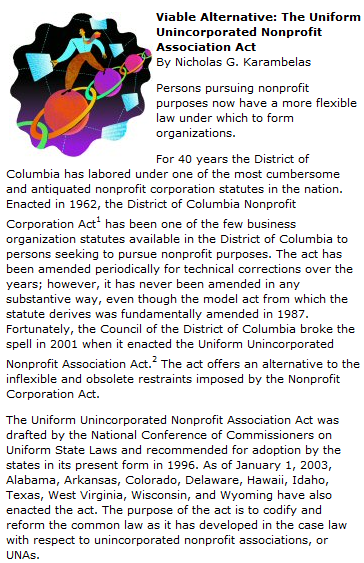 Viable Alternative: The Uniform
Unincorporated Nonprofit
Association Act
By Nicholas G. Karambelas
Persons pursuing nonprofit
purposes now have a more flexible
law under which to form
organizations.
For 40 years the District of
Columbia has labored under one of the most cumbersome
and antiquated nonprofit corporation statutes in the nation.
Enacted in 1962, the District of Columbia Nonprofit
Corporation Act1 has been one of the few business
organization statutes available in the District of Columbia to
persons seeking to pursue nonprofit purposes. The act has
been amended periodically for technical corrections over the
years; however, it has never been amended in any
substantive way, even though the model act from which the
statute derives was fundamentally amended in 1987.
Fortunately, the Council of the District of Columbia broke the
spell in 2001 when it enacted the Uniform Unincorporated
Nonprofit Association Act.2 The act offers an alternative to the
inflexible and obsolete restraints imposed by the Nonprofit
Corporation Act.
The Uniform Unincorporated Nonprofit Association Act was
drafted by the National Conference of Commissioners on
Uniform State Laws and recommended for adoption by the
states in its present form in 1996. As of January 1, 2003,
Alabama, Arkansas, Colorado, Delaware, Hawaii, Idaho,
Texas, West Virginia, Wisconsin, and Wyoming have also
enacted the act. The purpose of the act is to codify and
reform the common law as it has developed in the case law
with respect to unincorporated nonprofit associations, or
UNAs.